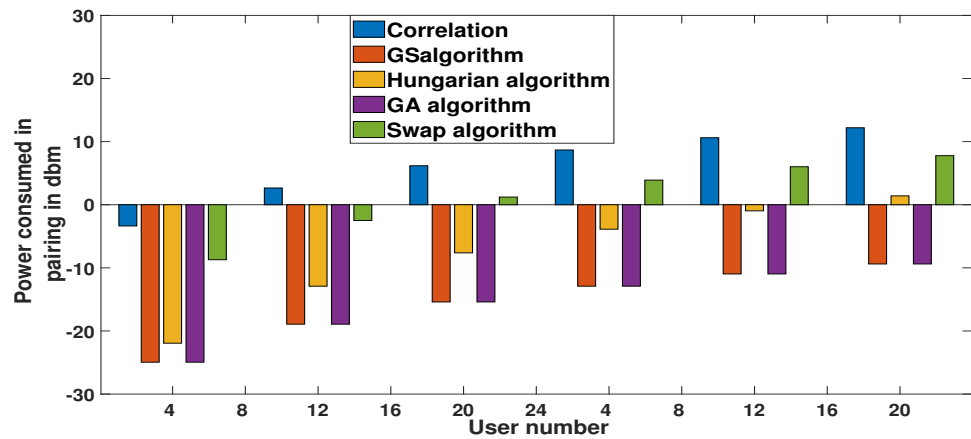 Power consumed in
pairing in dbm
30
20
10
0
-10
-20
-30
Correlation
GSalgorithm
Hungarian algorithm
GA algorithm
Swap algorithm
4 8 12 16 20 24 4 8 12 16 20
User number